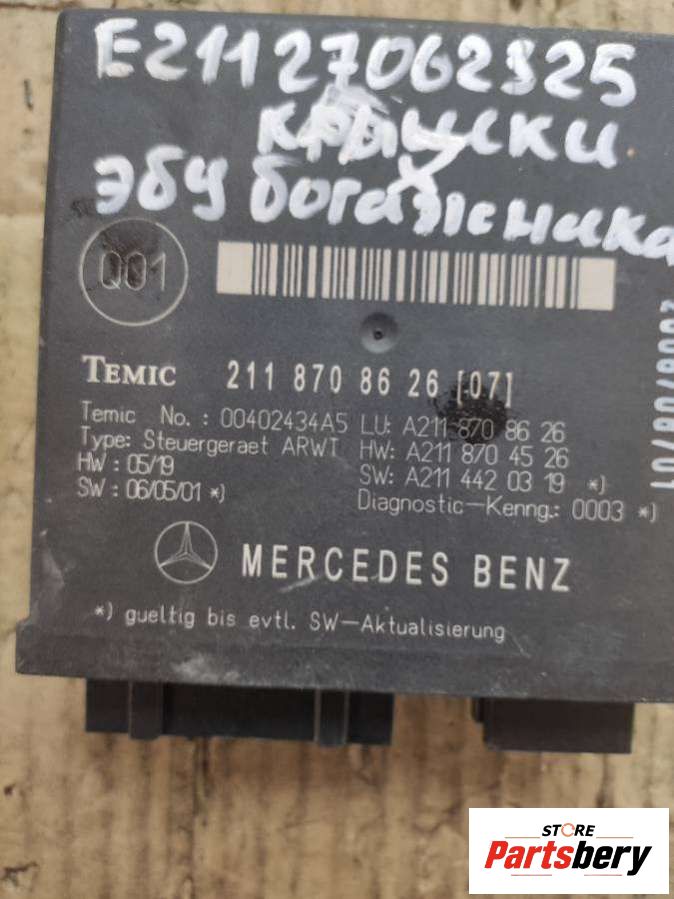 E21127062325
крышки
эбу богажника
001
TEMIC 211 870 86 26 [07]
Temic No.: 00402434A5 LU: A211 870 86 26
Type: Steuergeraet ARWT HW: A211 870 45 26
HW: 05/19 SW: A211 442 03 19 *)
SW: 06/05/01 *) Diagnostic-Kenng.: 0003 *)
MERCEDES BENZ
*) gueltig bis evtl. SW-Aktualisierung
STORE
Partsbery